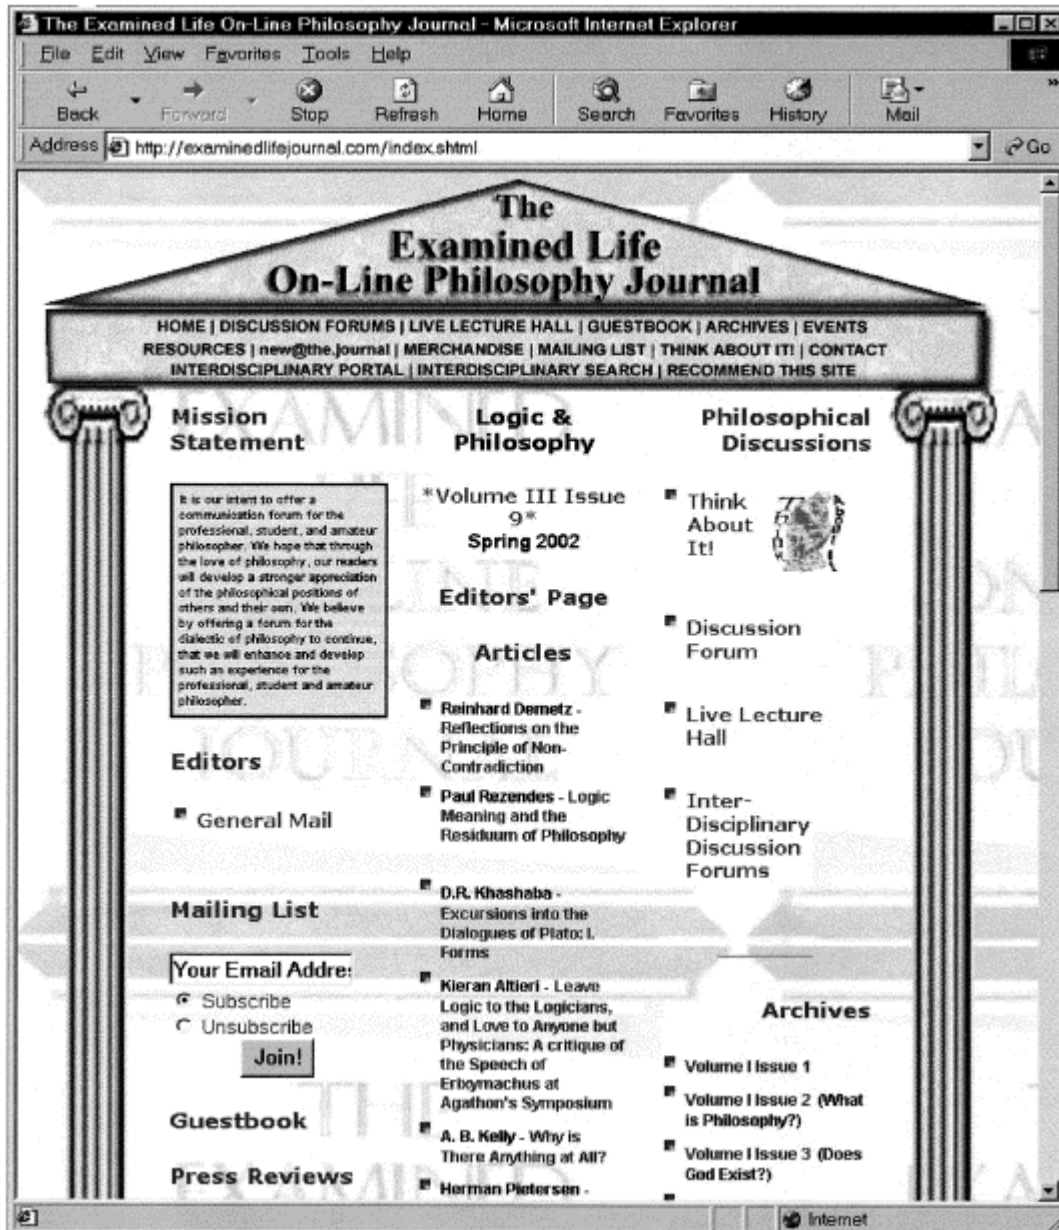 The Examined Life On-Line Philosophy Journal - Microsoft Internet Explorer
File Edit View Favorites Tools Help
Back Forward Stop Refresh Home Search Favorites History Mail
Address http://examinedlifejournal.com/index.shtml Go
The
Examined Life
On-Line Philosophy Journal
HOME | DISCUSSION FORUMS | LIVE LECTURE HALL | GUESTBOOK | ARCHIVES | EVENTS
RESOURCES | new@the.journal | MERCHANDISE | MAILING LIST | THINK ABOUT IT! | CONTACT
INTERDISCIPLINARY PORTAL | INTERDISCIPLINARY SEARCH | RECOMMEND THIS SITE
Mission
Statement
It is our intent to offer a
communication forum for the
professional, student, and amateur
philosopher. We hope that through
the love of philosophy, our readers
will develop a stronger appreciation
of the philosophical positions of
others and their own. We believe
by offering a forum for the
dialectic of philosophy to continue,
that we will enhance and develop
such an experience for the
professional, student and amateur
philosopher.
Editors
General Mail
Mailing List
Your Email Addres
Subscribe
Unsubscribe
Join!
Guestbook
Press Reviews
Logic &
Philosophy
*Volume III Issue
9*
Spring 2002
Editors' Page
Articles
Reinhard Demetz -
Reflections on the
Principle of Non-
Contradiction
Paul Rezendes - Logic
Meaning and the
Residuum of Philosophy
D.R. Khashaba -
Excursions into the
Dialogues of Plato: I.
Forms
Kieran Altieri - Leave
Logic to the Logicians,
and Love to Anyone but
Physicians: A critique of
the Speech of
Erixymachus at
Agathon's Symposium
A. B. Kelly - Why is
There Anything at All?
Herman Pietersen -
Philosophical
Discussions
Think
About
It!
Discussion
Forum
Live Lecture
Hall
Inter-
Disciplinary
Discussion
Forums
Archives
Volume I Issue 1
Volume I Issue 2 (What
is Philosophy?)
Volume I Issue 3 (Does
God Exist?)
Internet